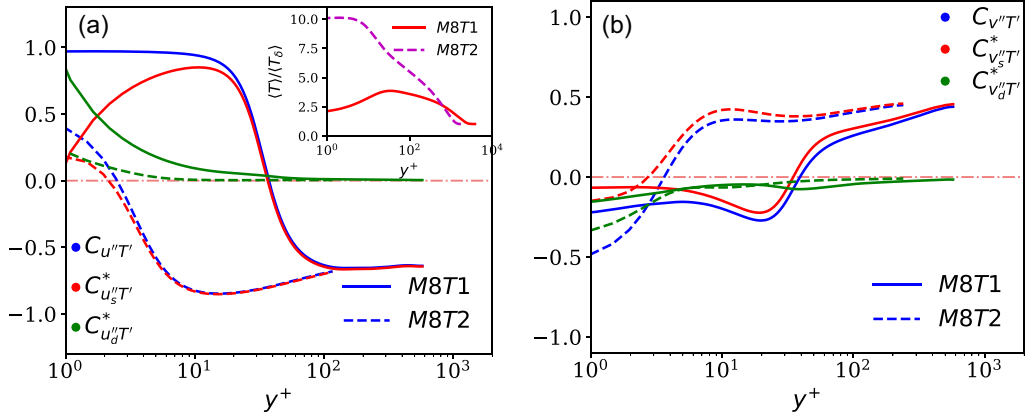 (a)
1.0
0.5
0.0
−0.5
−1.0
C_{u''T'}
C^*_{u''_sT'}
C^*_{u''_dT'}
M8T1
M8T2
10^0
10^1
10^2
10^3
y^+
⟨T⟩/⟨T_δ⟩
10.0
7.5
5.0
2.5
0.0
M8T1
M8T2
10^0
10^2
10^4
y^+
(b)
1.0
0.5
0.0
−0.5
−1.0
C_{v''T'}
C^*_{v''_sT'}
C^*_{v''_dT'}
M8T1
M8T2
10^0
10^1
10^2
10^3
y^+